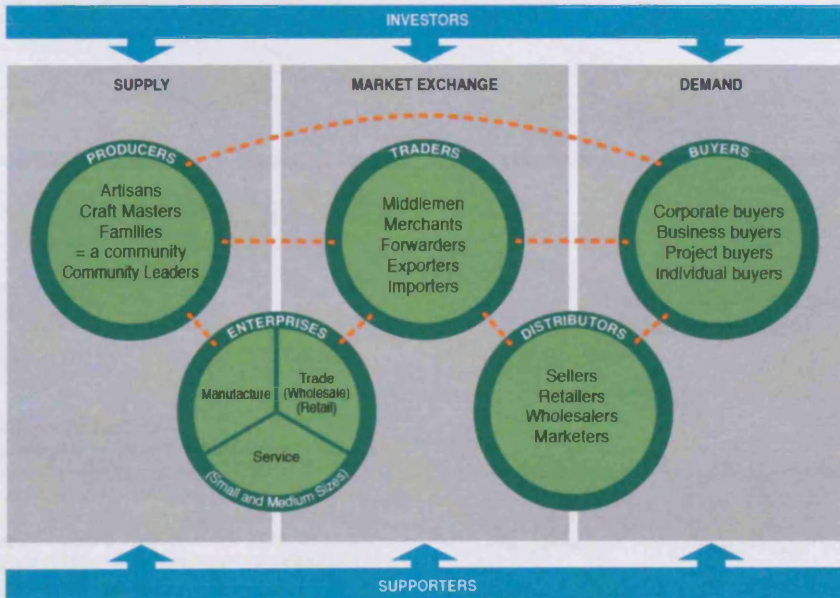 INVESTORS
SUPPLY
MARKET EXCHANGE
DEMAND
PRODUCERS
Artisans
Craft Masters
Families
= a community
Community Leaders
TRADERS
Middlemen
Merchants
Forwarders
Exporters
Importers
BUYERS
Corporate buyers
Business buyers
Project buyers
Individual buyers
ENTERPRISES
Manufacture
Trade
(Wholesale)
(Retail)
Service
(Small and Medium Sizes)
DISTRIBUTORS
Sellers
Retailers
Wholesalers
Marketers
SUPPORTERS